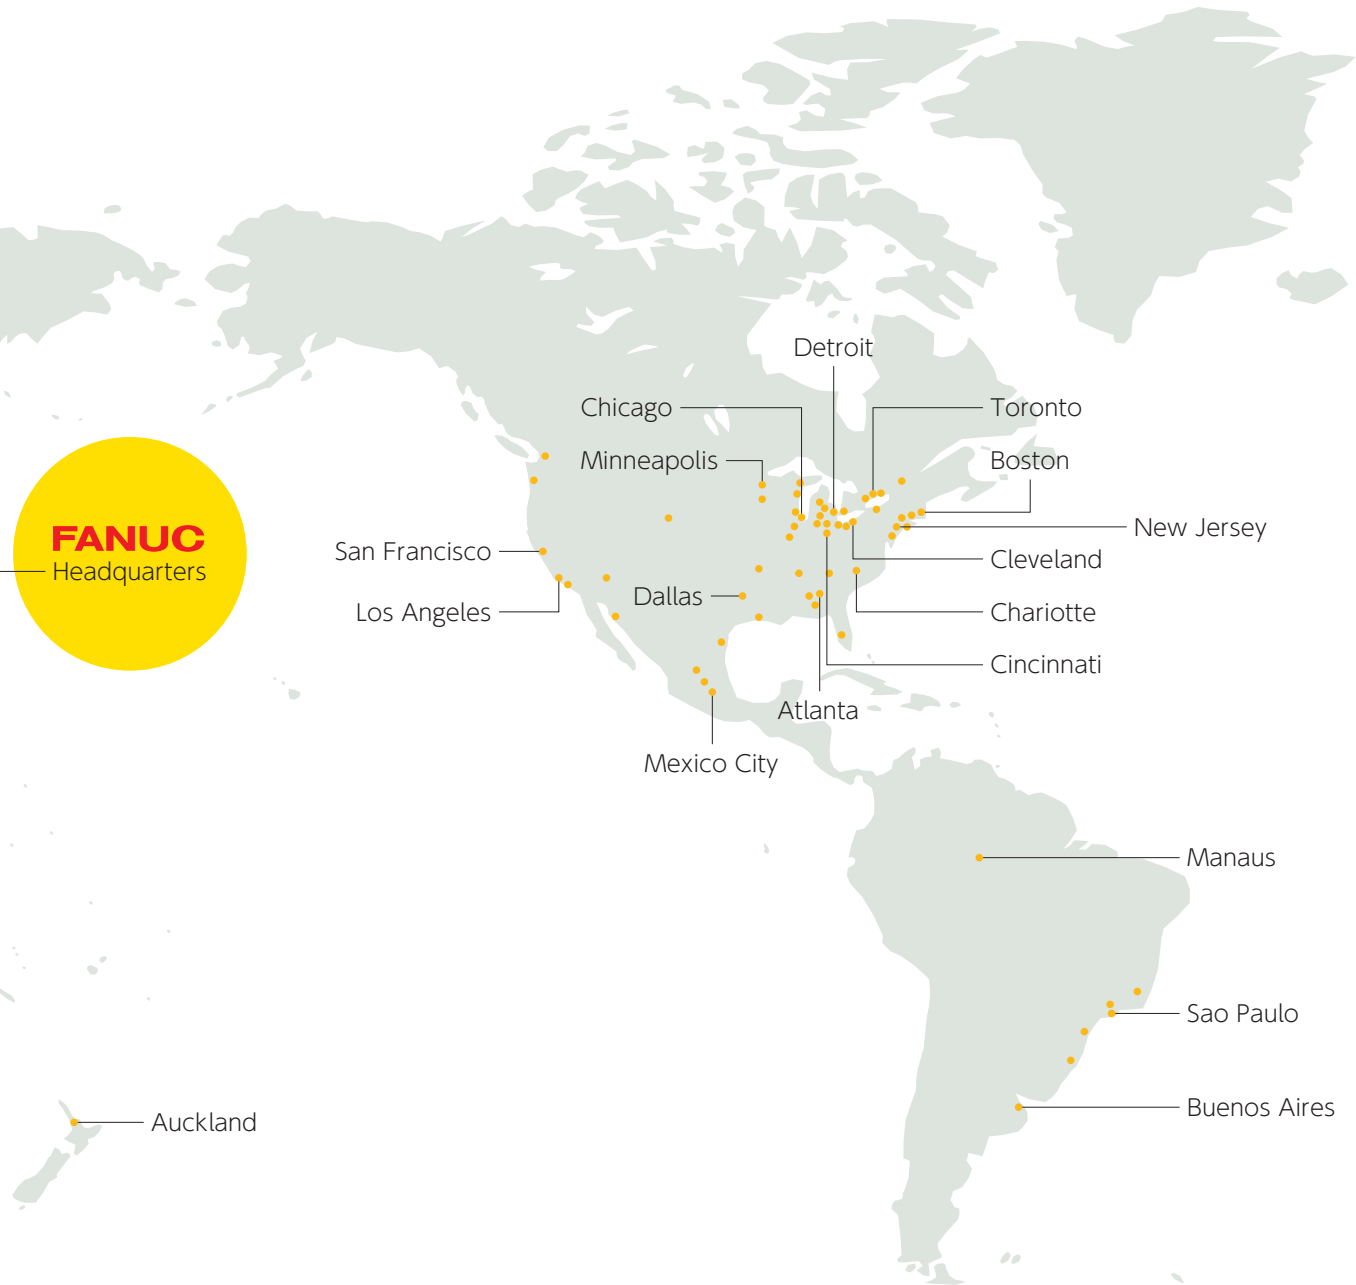 Detroit
Chicago
Toronto
Minneapolis
Boston
New Jersey
FANUC
Headquarters
San Francisco
Cleveland
Los Angeles
Dallas
Chariotte
Cincinnati
Atlanta
Mexico City
Manaus
Sao Paulo
Buenos Aires
Auckland